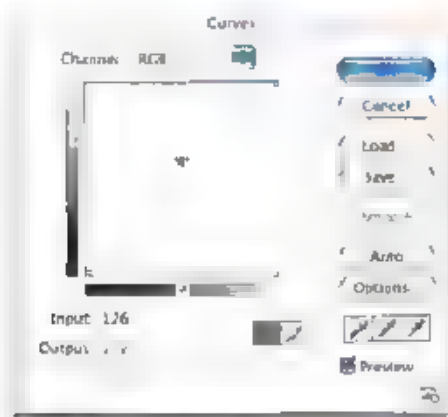 Curves
Channel: RGB
Cancel
Load
Save
Auto
Options
Input: 126
Output:
Preview